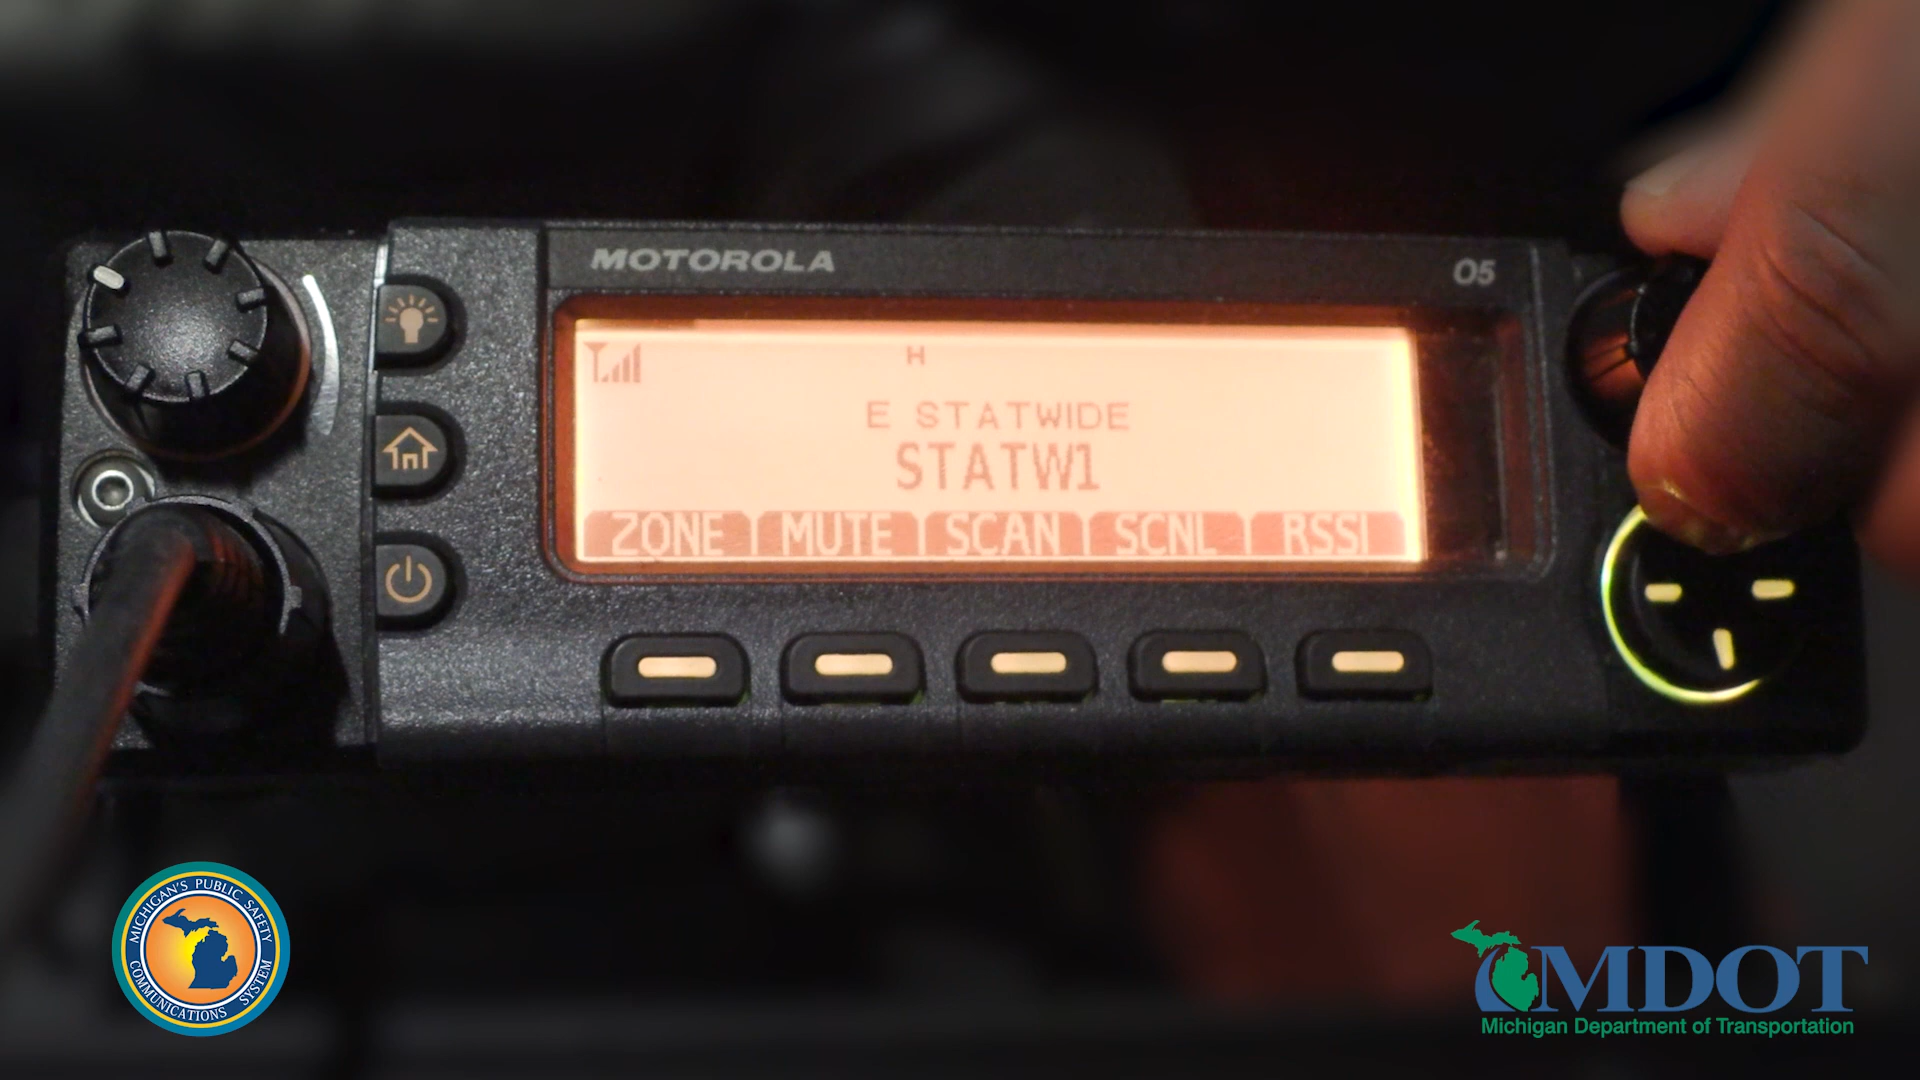 MOTOROLA
O5
H
E STATWIDE
STATW1
ZONE MUTE SCAN SCNL RSSI
MICHIGAN'S PUBLIC SAFETY
COMMUNICATIONS SYSTEM
MDOT
Michigan Department of Transportation